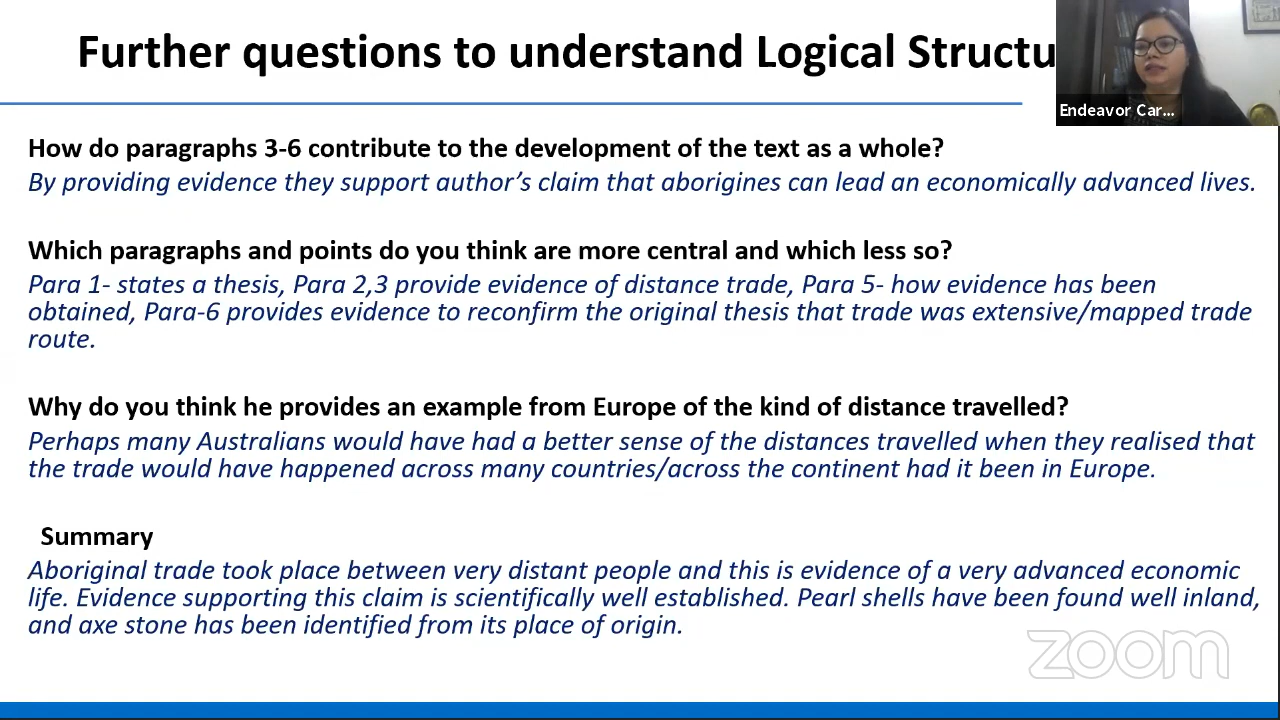 Further questions to understand Logical Structu
Endeavor Car...
How do paragraphs 3-6 contribute to the development of the text as a whole?
By providing evidence they support author's claim that aborigines can lead an economically advanced lives.
Which paragraphs and points do you think are more central and which less so?
Para 1- states a thesis, Para 2,3 provide evidence of distance trade, Para 5- how evidence has been
obtained, Para-6 provides evidence to reconfirm the original thesis that trade was extensive/mapped trade
route.
Why do you think he provides an example from Europe of the kind of distance travelled?
Perhaps many Australians would have had a better sense of the distances travelled when they realised that
the trade would have happened across many countries/across the continent had it been in Europe.
Summary
Aboriginal trade took place between very distant people and this is evidence of a very advanced economic
life. Evidence supporting this claim is scientifically well established. Pearl shells have been found well inland,
and axe stone has been identified from its place of origin.
zoom